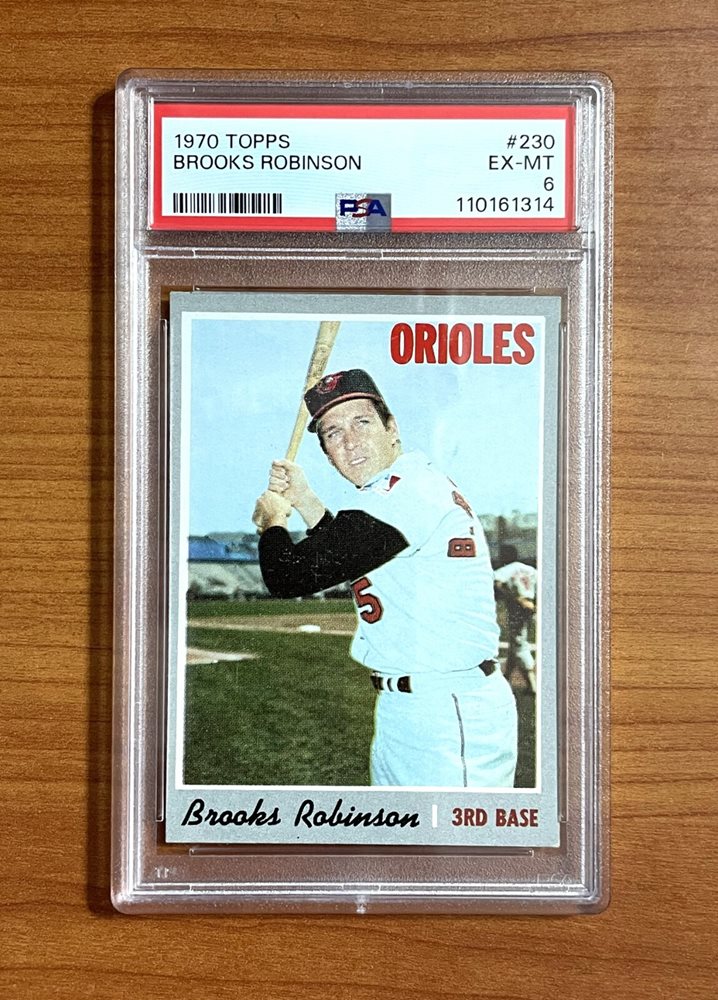 1970 TOPPS #230
BROOKS ROBINSON EX-MT
6
PSA 110161314
ORIOLES
5
Brooks Robinson 3RD BASE